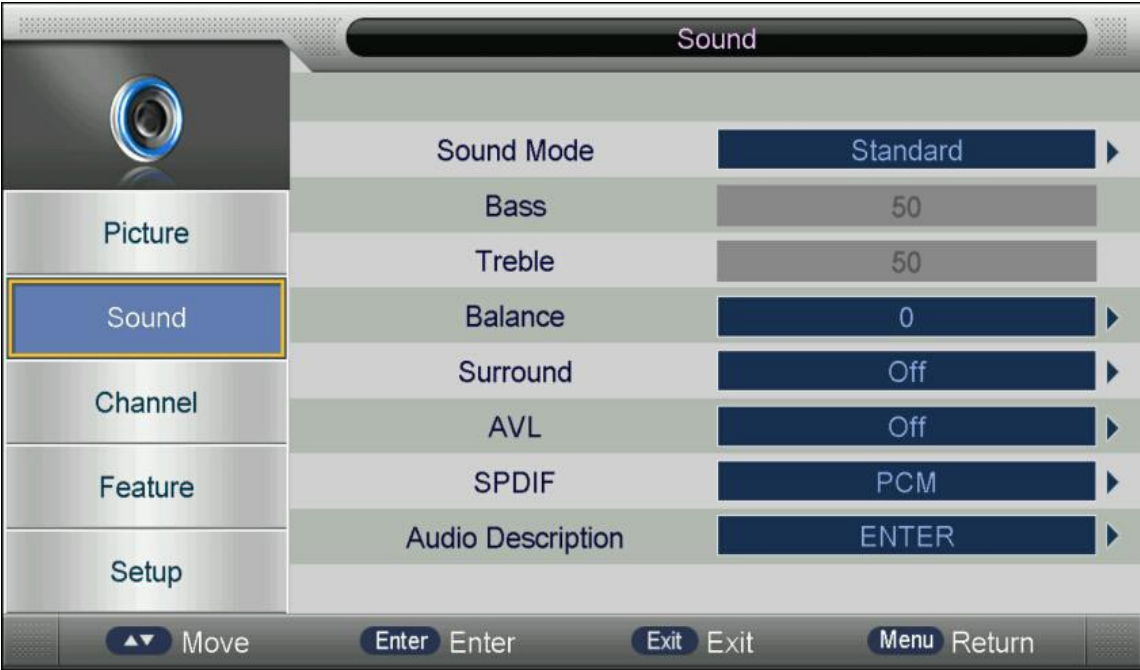 Sound
Sound Mode Standard
Bass 50
Treble 50
Balance 0
Surround Off
AVL Off
SPDIF PCM
Audio Description ENTER
Picture
Sound
Channel
Feature
Setup
Move Enter Enter Exit Exit Menu Return